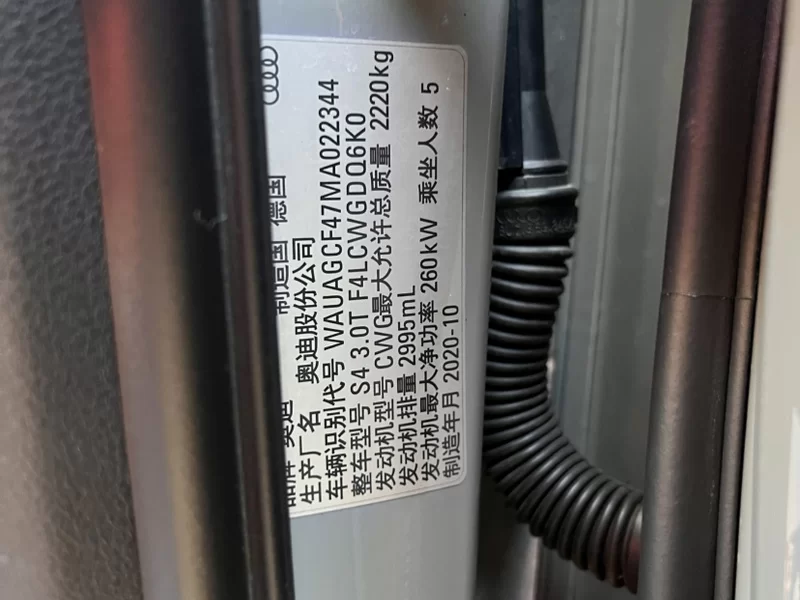 品牌 奥迪 制造国 德国
生产厂名 奥迪股份公司
车辆识别代号 WAUAGCF47MA022344
整车型号 S4 3.0T F4LCWGDQ6K0
发动机型号 CWG最大允许总质量 2220kg
发动机排量 2995mL
发动机最大净功率 260kW 乘坐人数 5
制造年月 2020-10